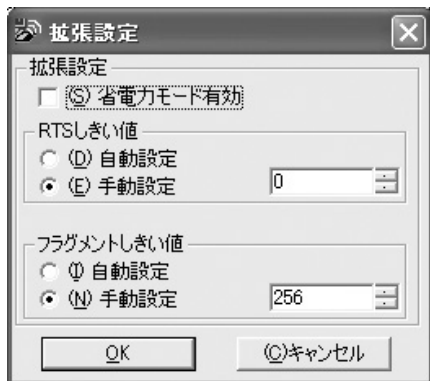 拡張設定
拡張設定
(S) 省電力モード有効
RTSしきい値
(D) 自動設定
(E) 手動設定 0
フラグメントしきい値
(I) 自動設定
(N) 手動設定 256
OK (C)キャンセル